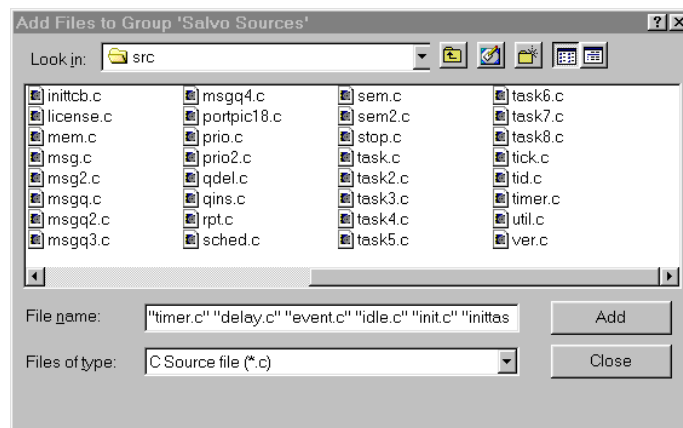 Add Files to Group 'Salvo Sources'
Look in: src
inittcb.c msgq4.c sem.c task6.c
license.c portpic18.c sem2.c task7.c
mem.c prio.c stop.c task8.c
msg.c prio2.c task.c tick.c
msg2.c qdel.c task2.c tid.c
msgq.c qins.c task3.c timer.c
msgq2.c rpt.c task4.c util.c
msgq3.c sched.c task5.c ver.c
File name: "timer.c" "delay.c" "event.c" "idle.c" "init.c" "inittas Add
Files of type: C Source file (*.c) Close